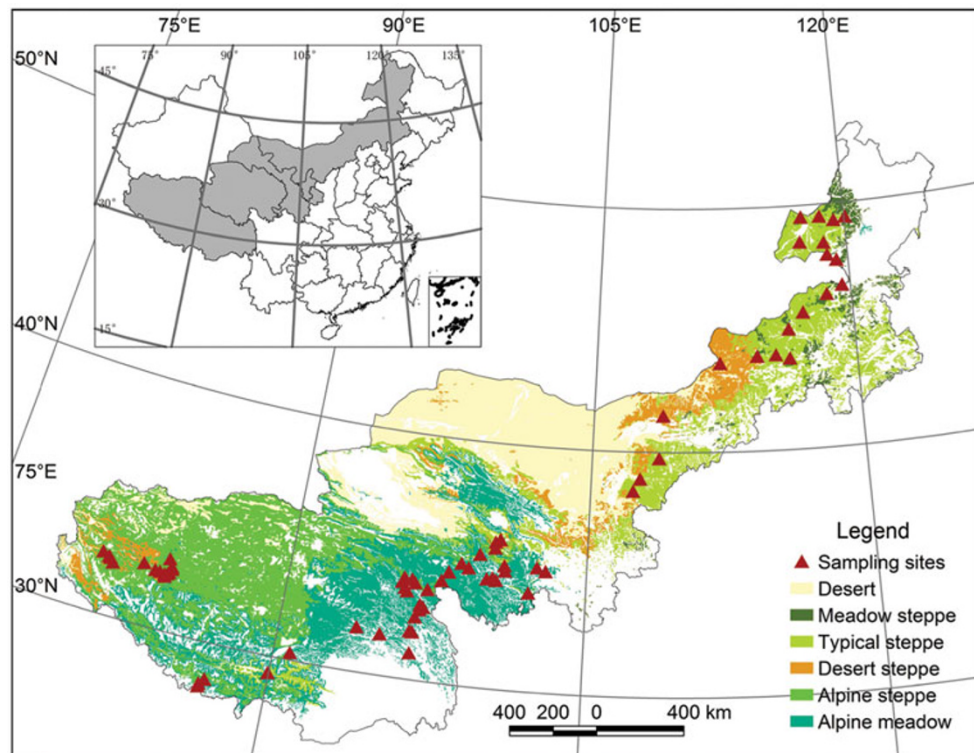 75°E 90°E 105°E 120°E
50°N
75° 90° 105° 120° 135°
45°
30°
15°
40°N
75°E
30°N
Legend
Sampling sites
Desert
Meadow steppe
Typical steppe
Desert steppe
Alpine steppe
Alpine meadow
400 200 0 400 km